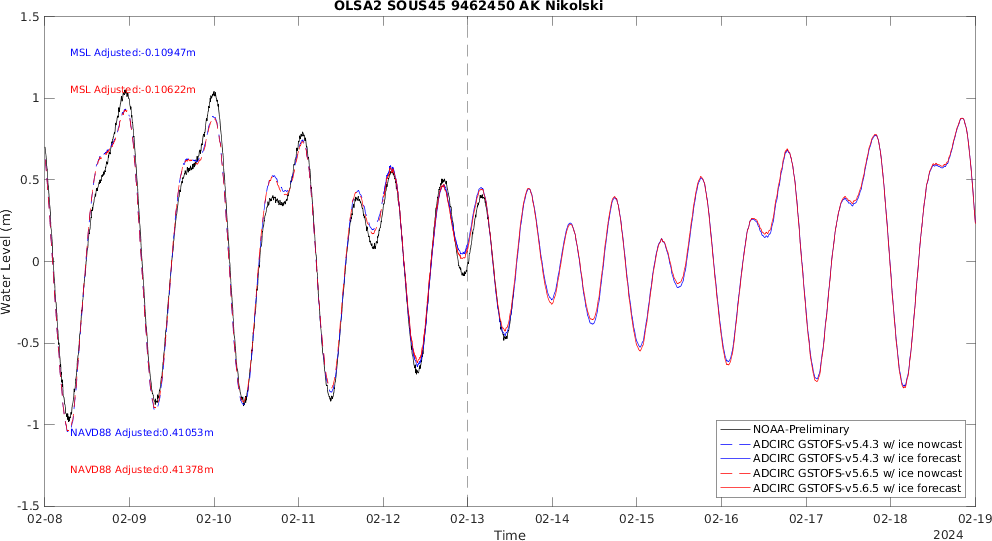 OLSA2 SOUS45 9462450 AK Nikolski
1.5
MSL Adjusted:-0.10947m
MSL Adjusted:-0.10622m
1
0.5
0
-0.5
-1
-1.5
Water Level (m)
NAVD88 Adjusted:0.41053m
NAVD88 Adjusted:0.41378m
NOAA-Preliminary
ADCIRC GSTOFS-v5.4.3 w/ ice nowcast
ADCIRC GSTOFS-v5.4.3 w/ ice forecast
ADCIRC GSTOFS-v5.6.5 w/ ice nowcast
ADCIRC GSTOFS-v5.6.5 w/ ice forecast
02-08 02-09 02-10 02-11 02-12 02-13 02-14 02-15 02-16 02-17 02-18 02-19
Time
2024